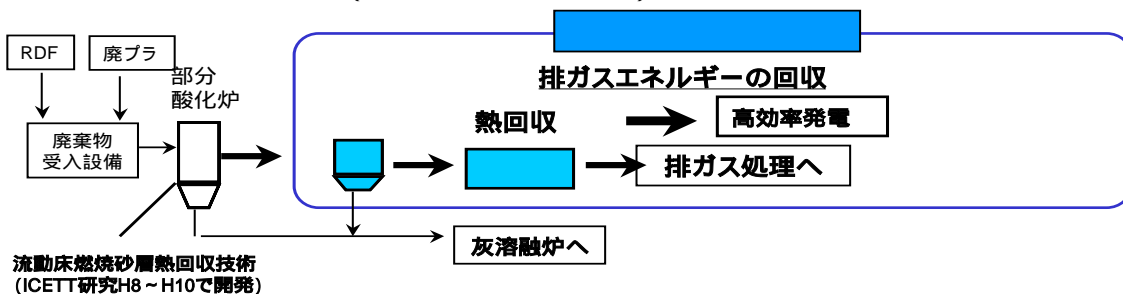 RDF
廃プラ
部分
酸化炉
廃棄物
受入設備
排ガスエネルギーの回収
熱回収
高効率発電
排ガス処理へ
灰溶融炉へ
流動床燃焼砂層熱回収技術
(ICETT研究H8～H10で開発)